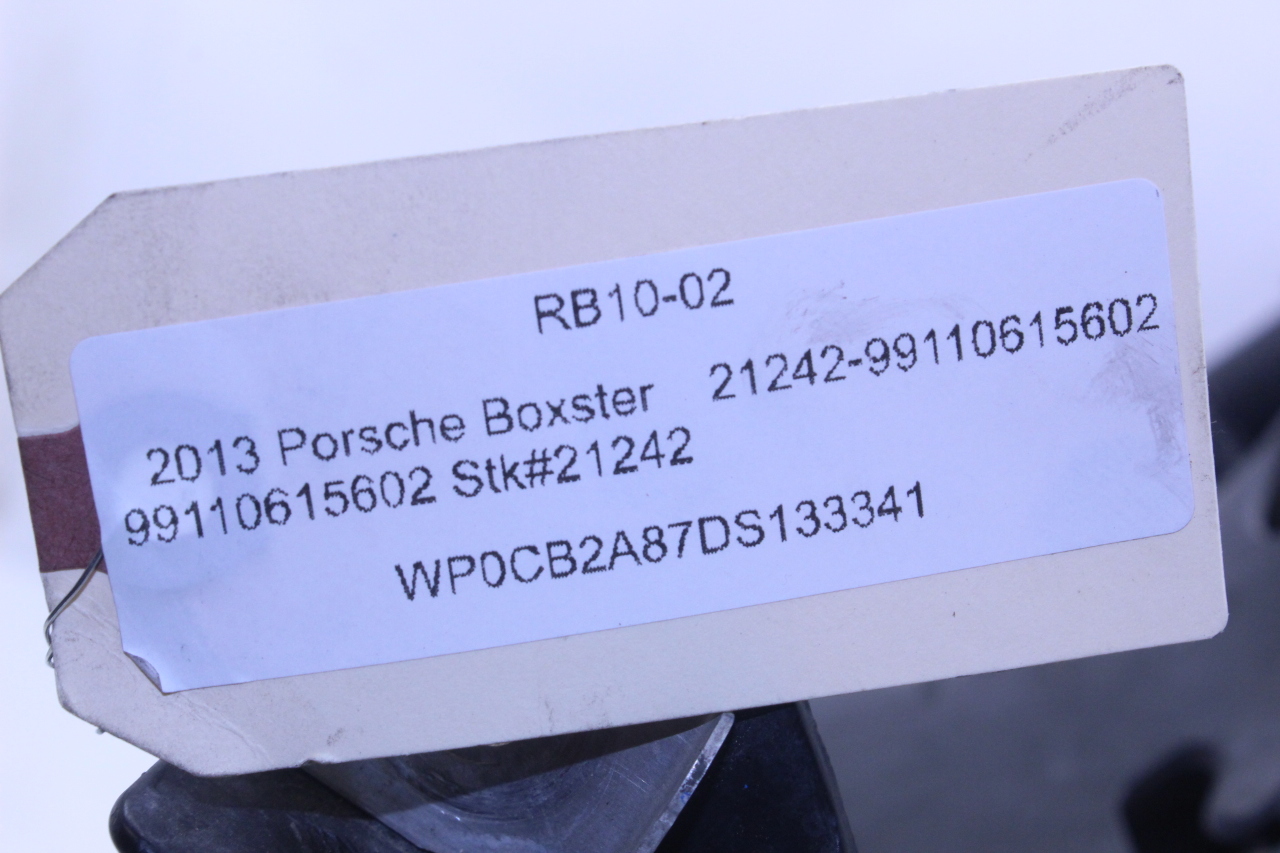 RB10-02
2013 Porsche Boxster 21242-99110615602
99110615602 Stk#21242
WP0CB2A87DS133341